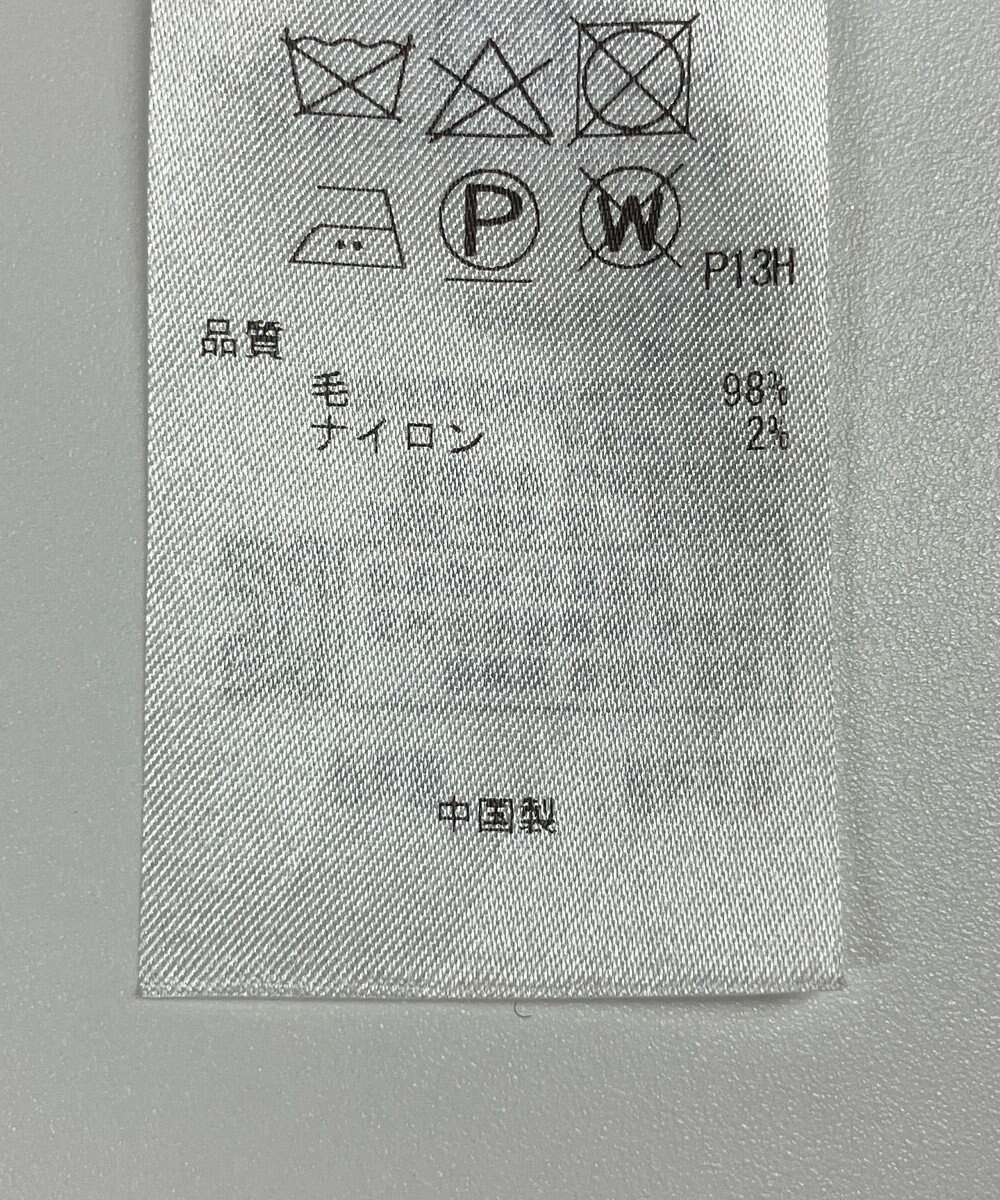 P W P13H
品質
毛 98%
ナイロン 2%
中国製